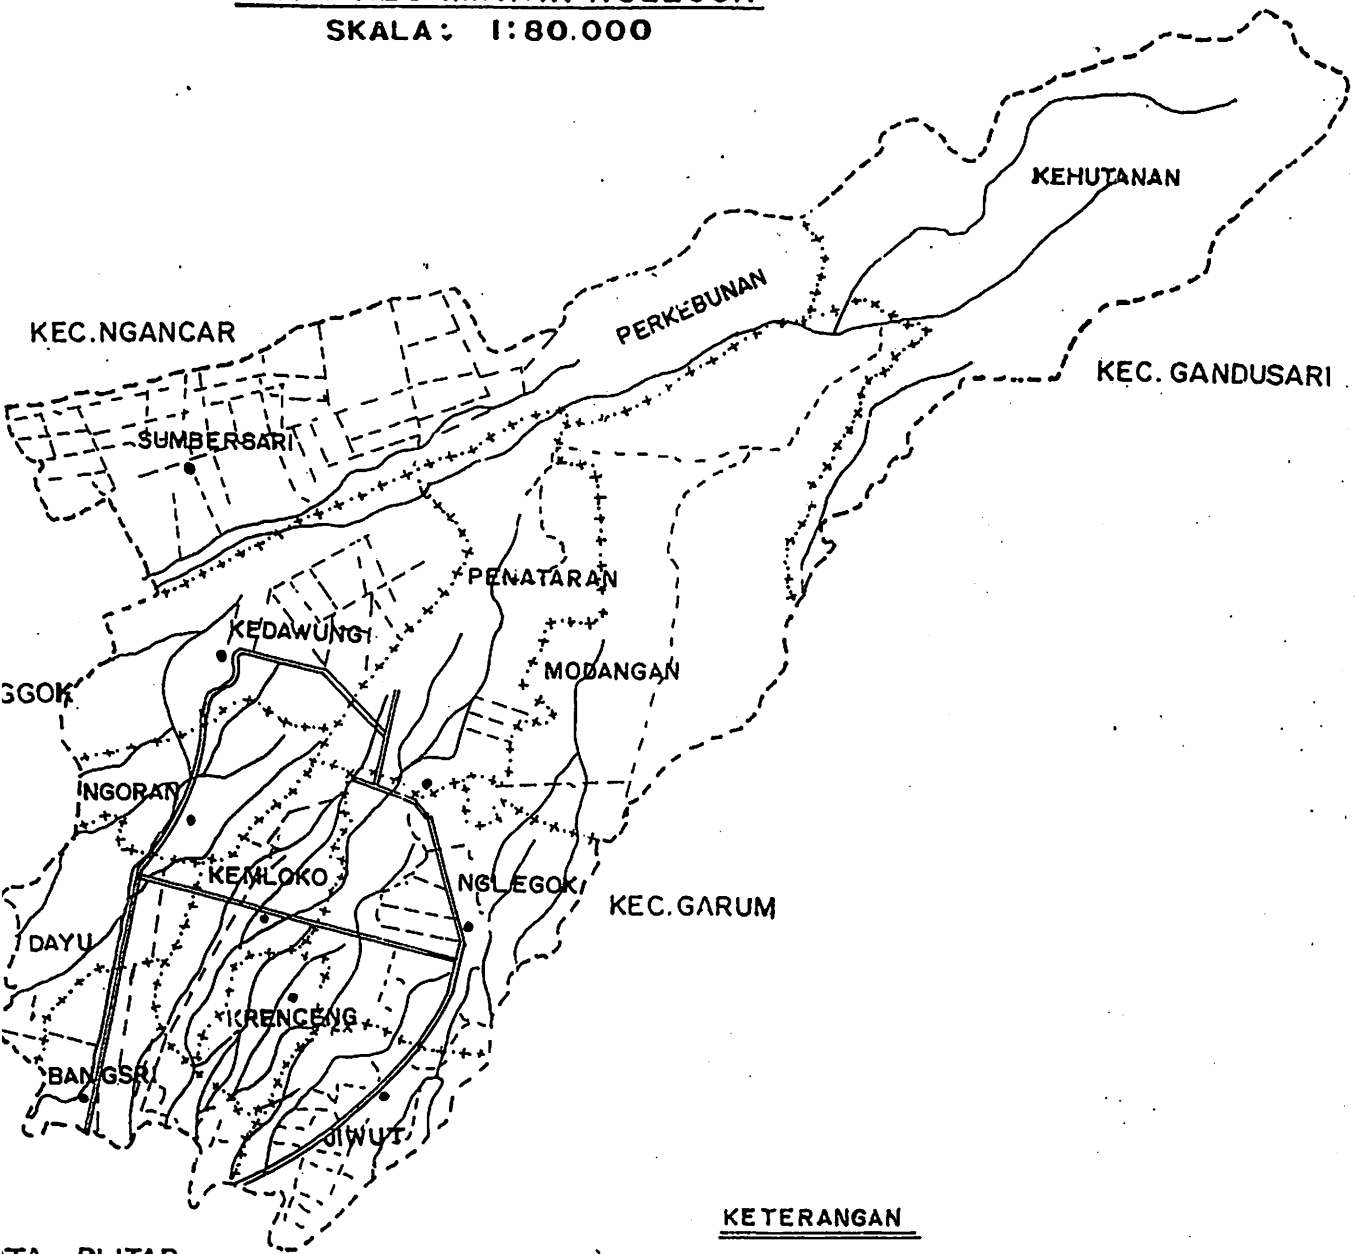 SKALA: 1:80.000
KEHUTANAN
PERKEBUNAN
KEC.NGANCAR
KEC. GANDUSARI
SUMBERSARI
PENATARAN
KEDAWUNG
MODANGAN
GGOK
NGORAN
KEMLOKO
NGLEGOK
KEC.GARUM
DAYU
KRENCENG
BANGSRI
JIWUT
KETERANGAN